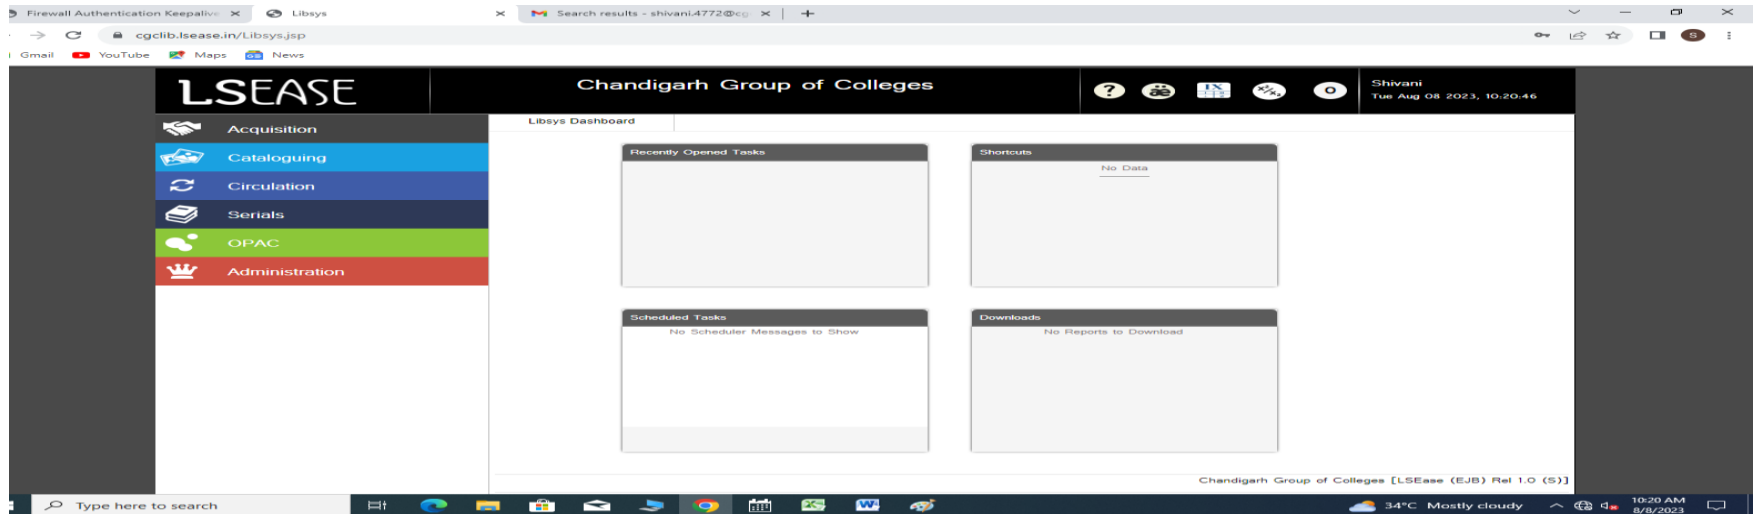 Firewall Authentication Keepaliv
Libsys
Search results - shivani.4772@cg
cgclib.lsease.in/Libsys.jsp
Gmail YouTube Maps News
LSEASE
Chandigarh Group of Colleges
Shivani
Tue Aug 08 2023, 10:20:46
Acquisition
Cataloguing
Circulation
Serials
OPAC
Administration
Libsys Dashboard
Recently Opened Tasks
Shortcuts
No Data
Scheduled Tasks
No Scheduler Messages to Show
Downloads
No Reports to Download
Chandigarh Group of Colleges [LSEase (EJB) Rel 1.0 (S)]
Type here to search
34°C Mostly cloudy
10:20 AM
8/8/2023